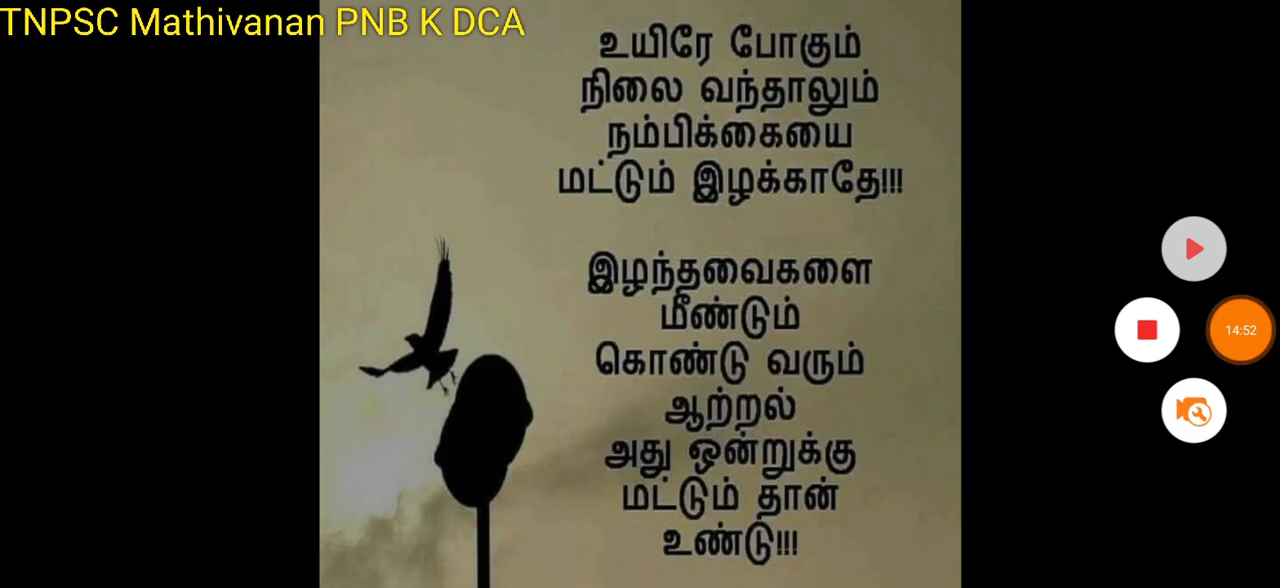 TNPSC Mathivanan PNB K DCA
உயிரே போகும்
நிலை வந்தாலும்
நம்பிக்கையை
மட்டும் இழக்காதே!!!
இழந்தவைகளை
மீண்டும்
கொண்டு வரும்
ஆற்றல்
அது ஒன்றுக்கு
மட்டும் தான்
உண்டு!!!
14:52